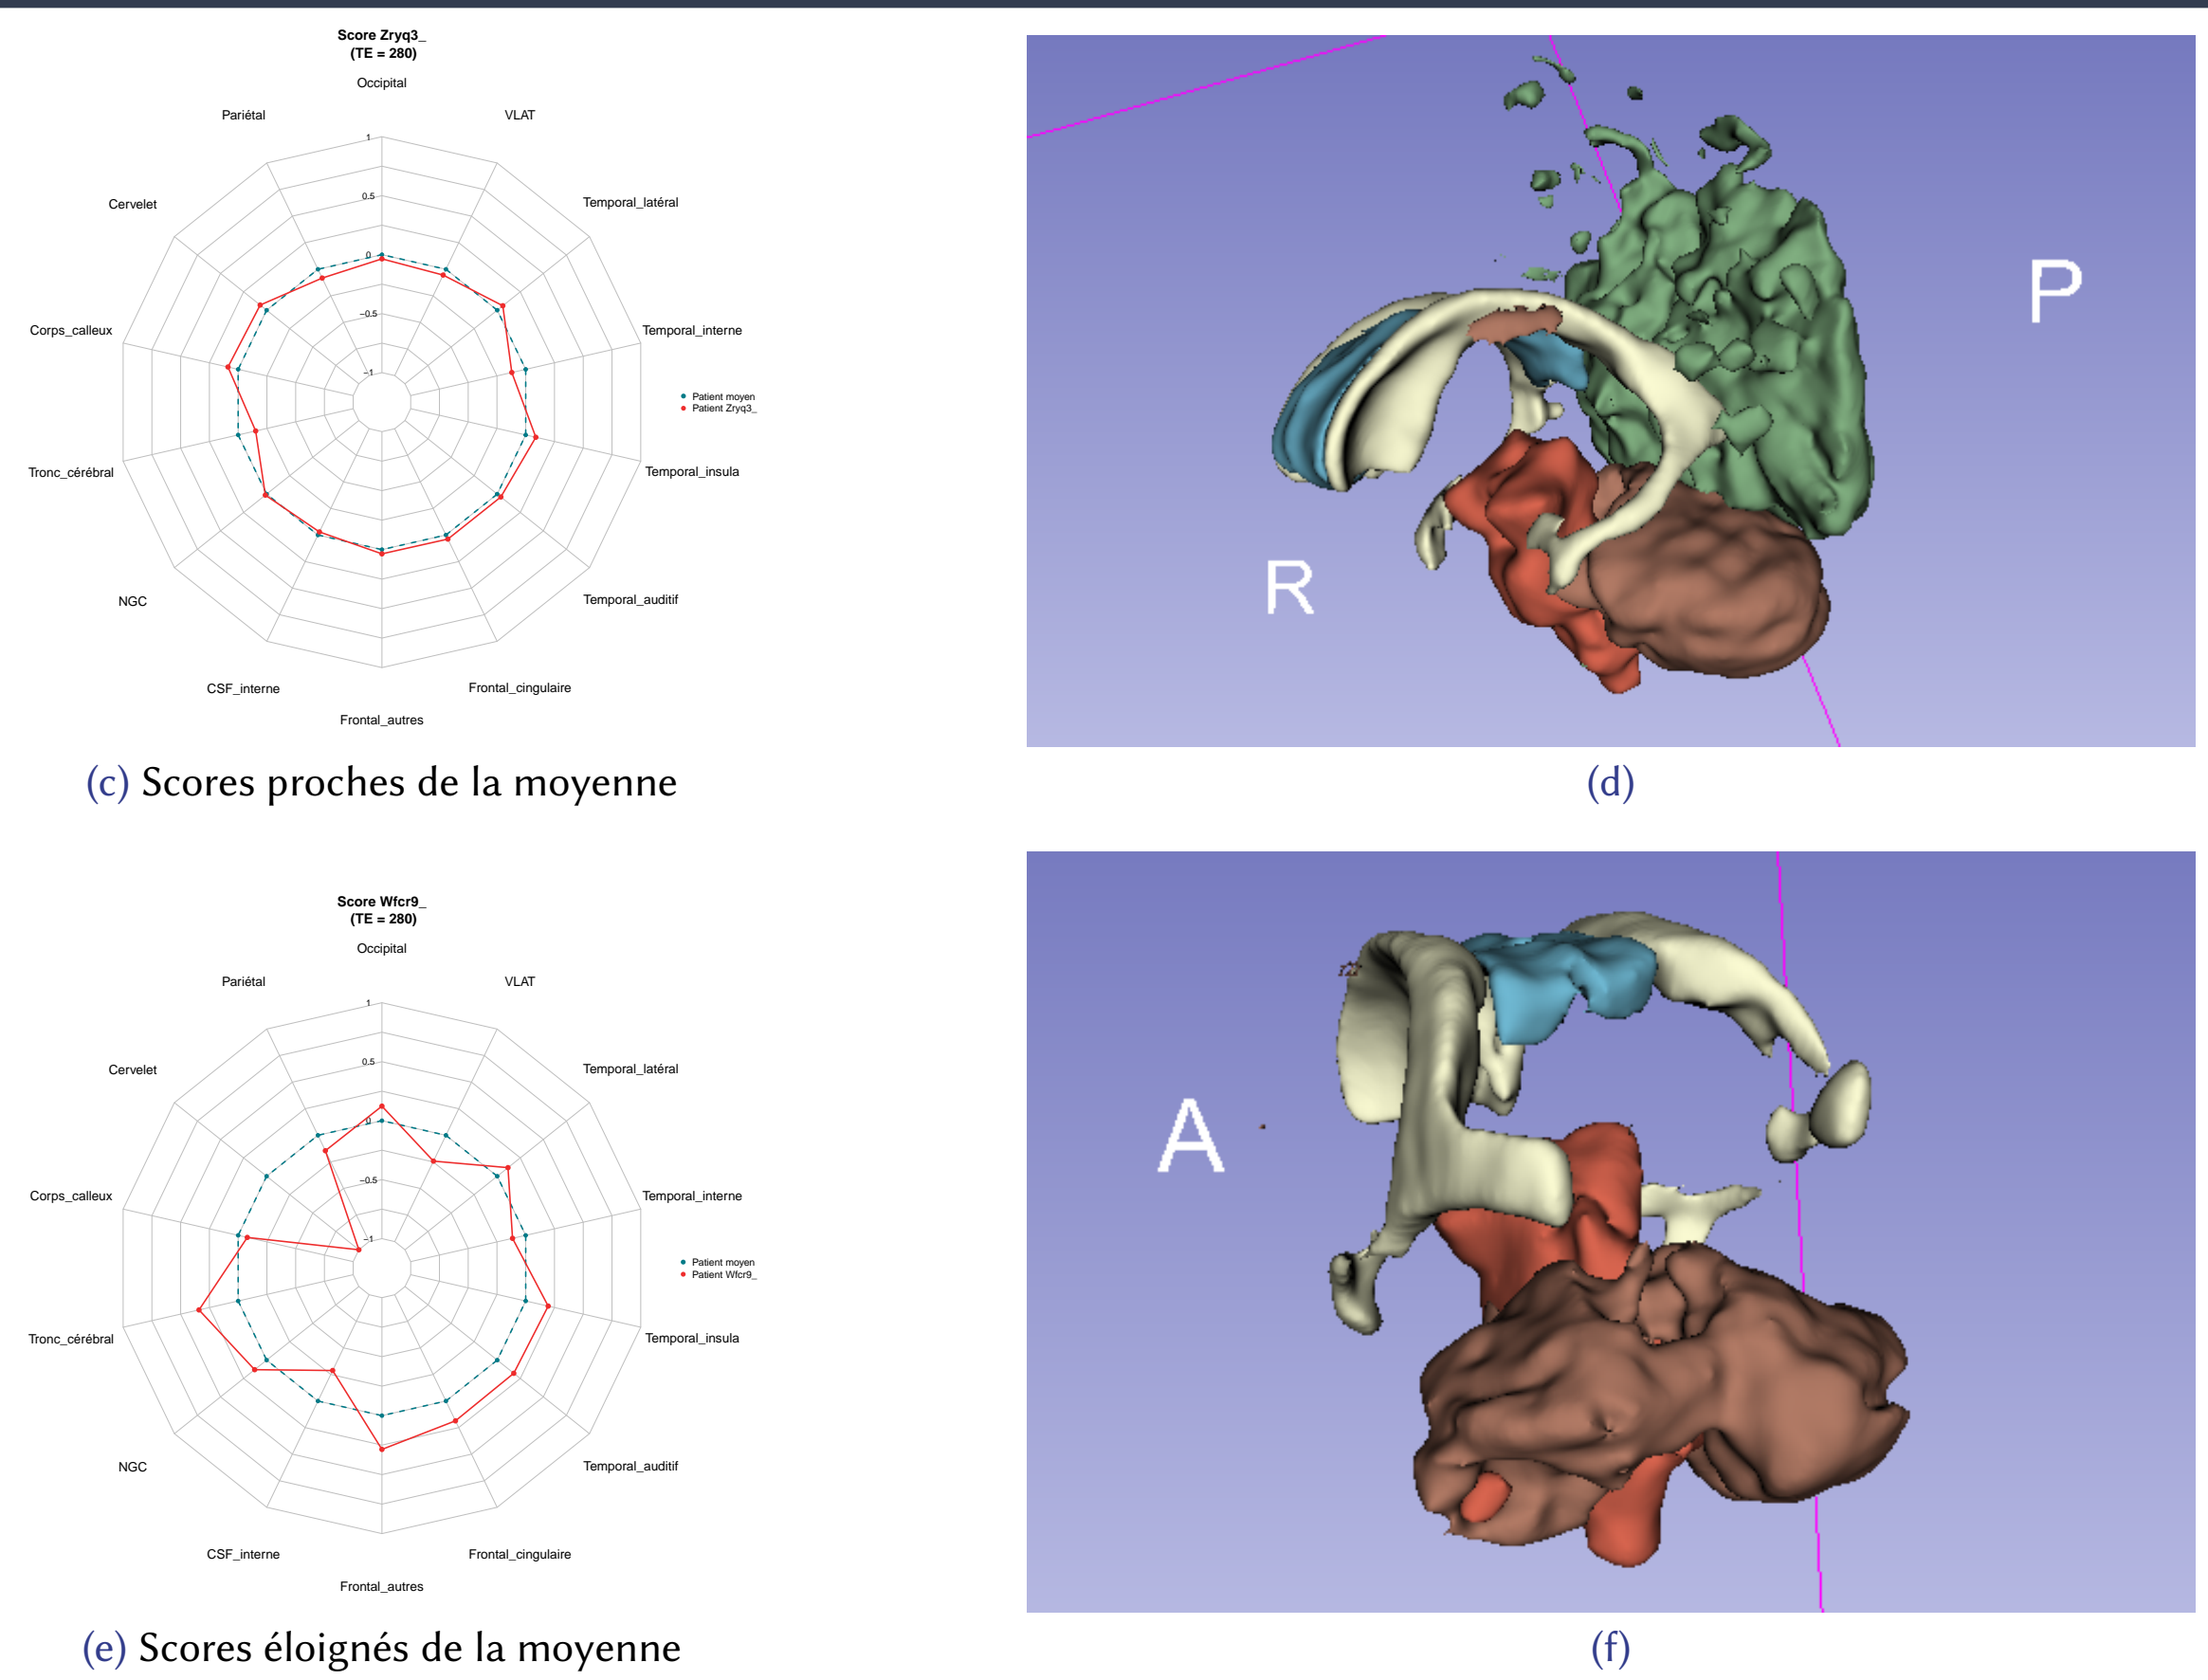 Score Zryq3_
(TE = 280)
Occipital
Pariétal
VLAT
1
Cervelet
Temporal_latéral
0.5
0
Corps_calleux
−0.5
Temporal_interne
−1
Patient moyen
Patient Zryq3_
Tronc_cérébral
Temporal_insula
NGC
Temporal_auditif
CSF_interne
Frontal_cingulaire
Frontal_autres
(c) Scores proches de la moyenne
P
R
(d)
Score Wfcr9_
(TE = 280)
Occipital
Pariétal
VLAT
1
0.5
Cervelet
Temporal_latéral
0
−0.5
Corps_calleux
Temporal_interne
−1
Patient moyen
Patient Wfcr9_
Tronc_cérébral
Temporal_insula
NGC
Temporal_auditif
CSF_interne
Frontal_cingulaire
Frontal_autres
(e) Scores éloignés de la moyenne
A
(f)